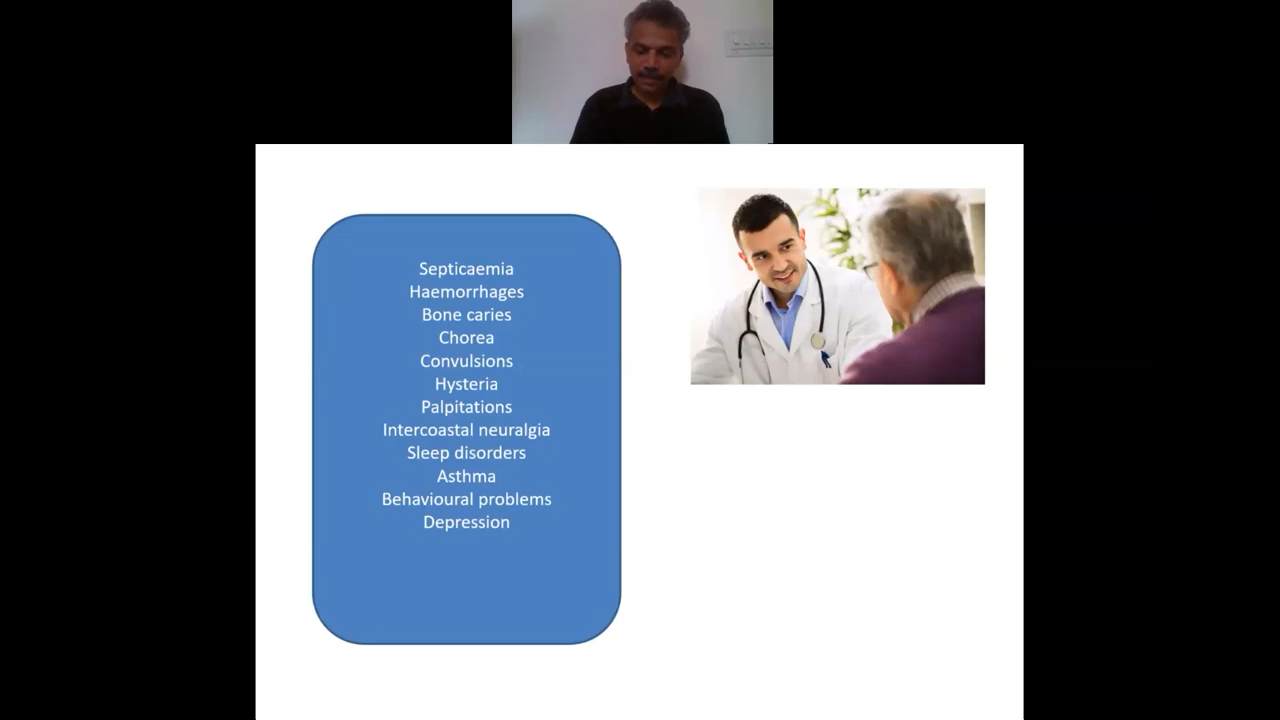 Septicaemia
Haemorrhages
Bone caries
Chorea
Convulsions
Hysteria
Palpitations
Intercoastal neuralgia
Sleep disorders
Asthma
Behavioural problems
Depression